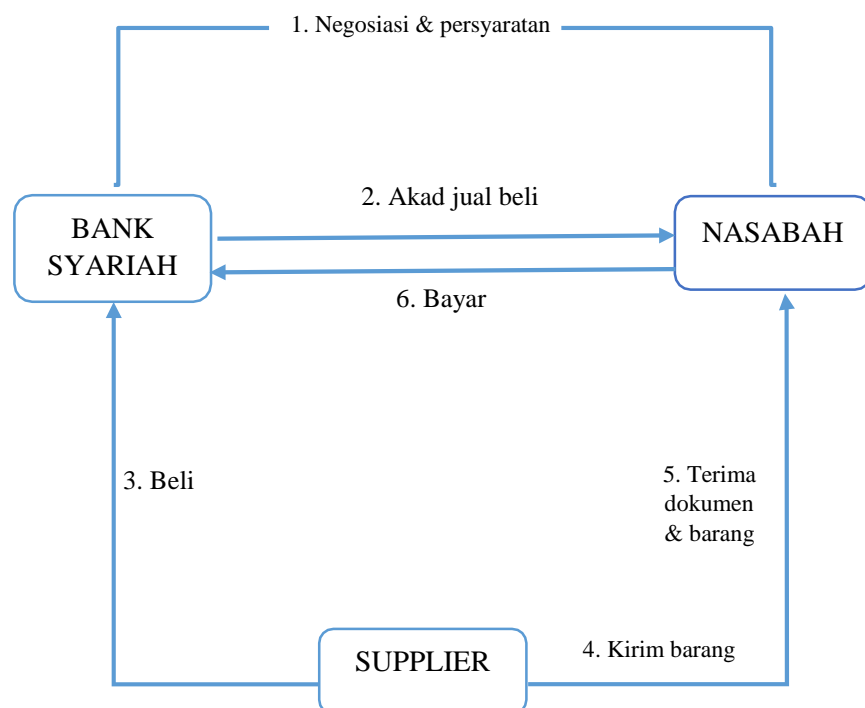 1. Negosiasi & persyaratan
2. Akad jual beli
BANK
SYARIAH
NASABAH
6. Bayar
3. Beli
5. Terima
dokumen
& barang
4. Kirim barang
SUPPLIER